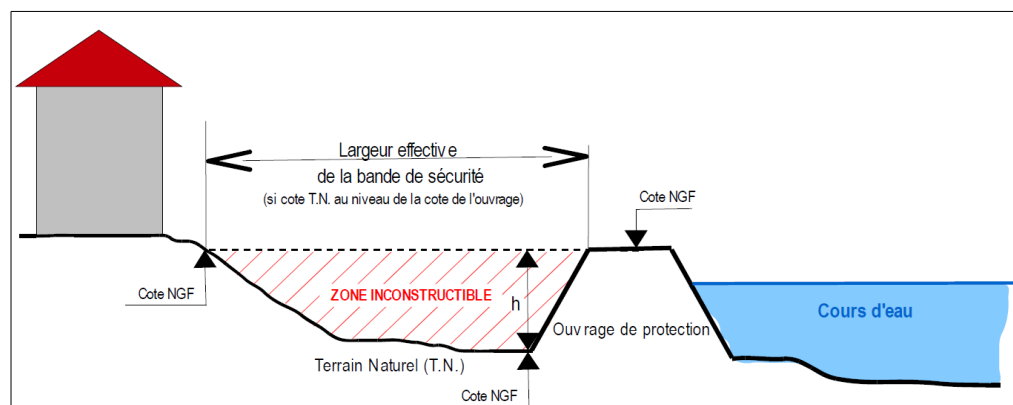 Largeur effective
de la bande de sécurité
(si cote T.N. au niveau de la cote de l'ouvrage)
Cote NGF
Cote NGF
ZONE INCONSTRUCTIBLE
h
Ouvrage de protection
Cours d'eau
Terrain Naturel (T.N.)
Cote NGF